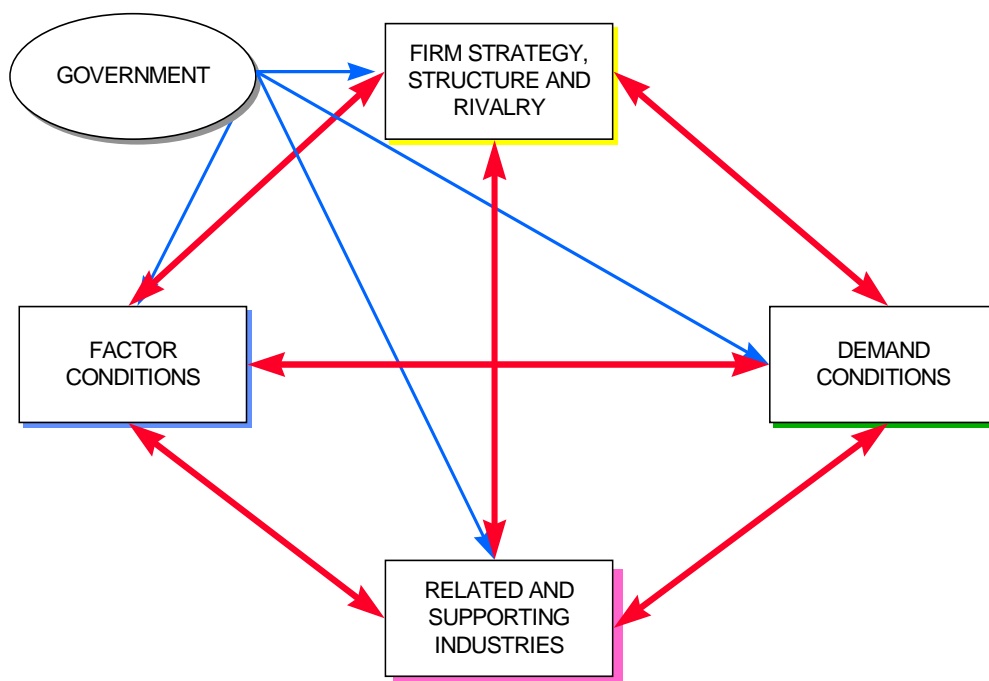 GOVERNMENT
FIRM STRATEGY,
STRUCTURE AND
RIVALRY
FACTOR
CONDITIONS
DEMAND
CONDITIONS
RELATED AND
SUPPORTING
INDUSTRIES